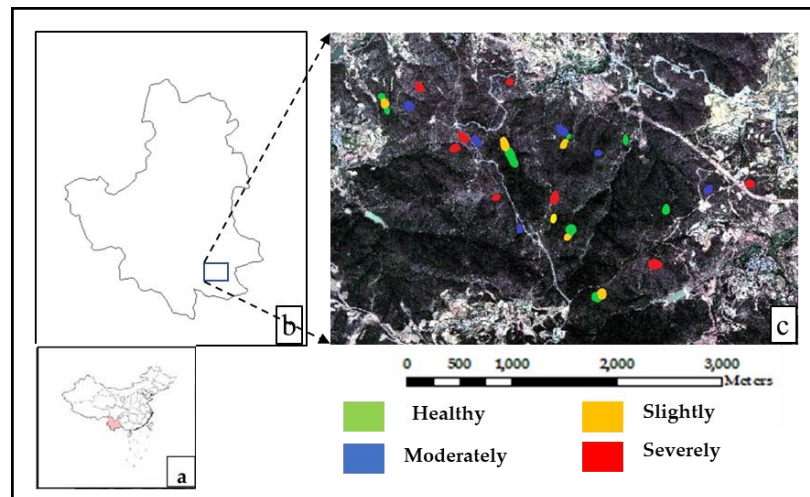 b
c
a
0 500 1,000 2,000 3,000
Meters
Healthy Slightly
Moderately Severely